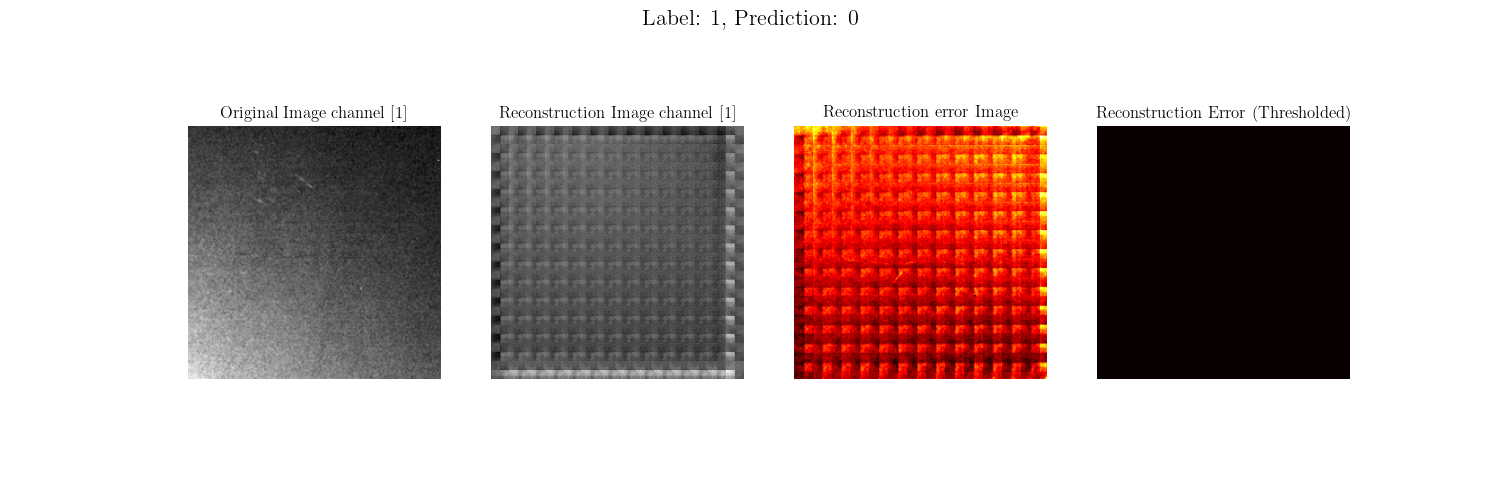 Label: 1, Prediction: 0
Original Image channel [1]
Reconstruction Image channel [1]
Reconstruction error Image
Reconstruction Error (Thresholded)